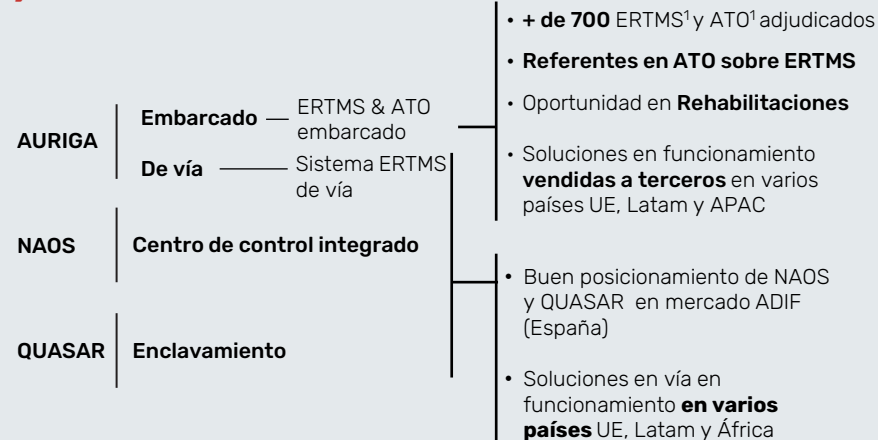 AURIGA
Embarcado
ERTMS & ATO
embarcado
De vía
Sistema ERTMS
de vía
NAOS
Centro de control integrado
QUASAR
Enclavamiento
• + de 700 ERTMS¹ y ATO¹ adjudicados
• Referentes en ATO sobre ERTMS
• Oportunidad en Rehabilitaciones
• Soluciones en funcionamiento
vendidas a terceros en varios
países UE, Latam y APAC
• Buen posicionamiento de NAOS
y QUASAR en mercado ADIF
(España)
• Soluciones en vía en
funcionamiento en varios
países UE, Latam y África